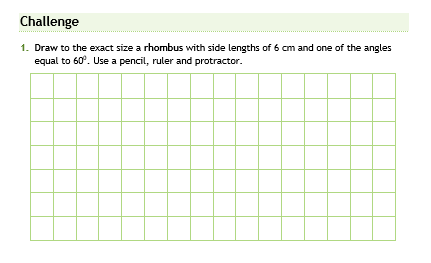 Challenge
1. Draw to the exact size a rhombus with side lengths of 6 cm and one of the angles
equal to 60⁰. Use a pencil, ruler and protractor.